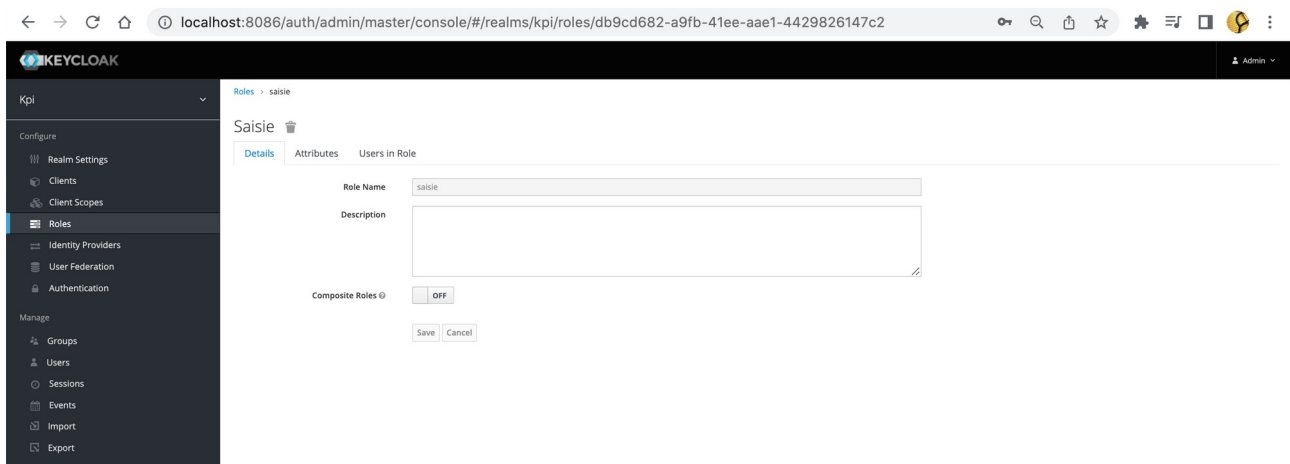 localhost:8086/auth/admin/master/console/#/realms/kpi/roles/db9cd682-a9fb-41ee-aae1-4429826147c2
KEYCLOAK
Admin
Kpi
Roles > saisie
Saisie
Configure
Realm Settings
Clients
Client Scopes
Roles
Identity Providers
User Federation
Authentication
Manage
Groups
Users
Sessions
Events
Import
Export
Details Attributes Users in Role
Role Name saisie
Description
Composite Roles OFF
Save Cancel